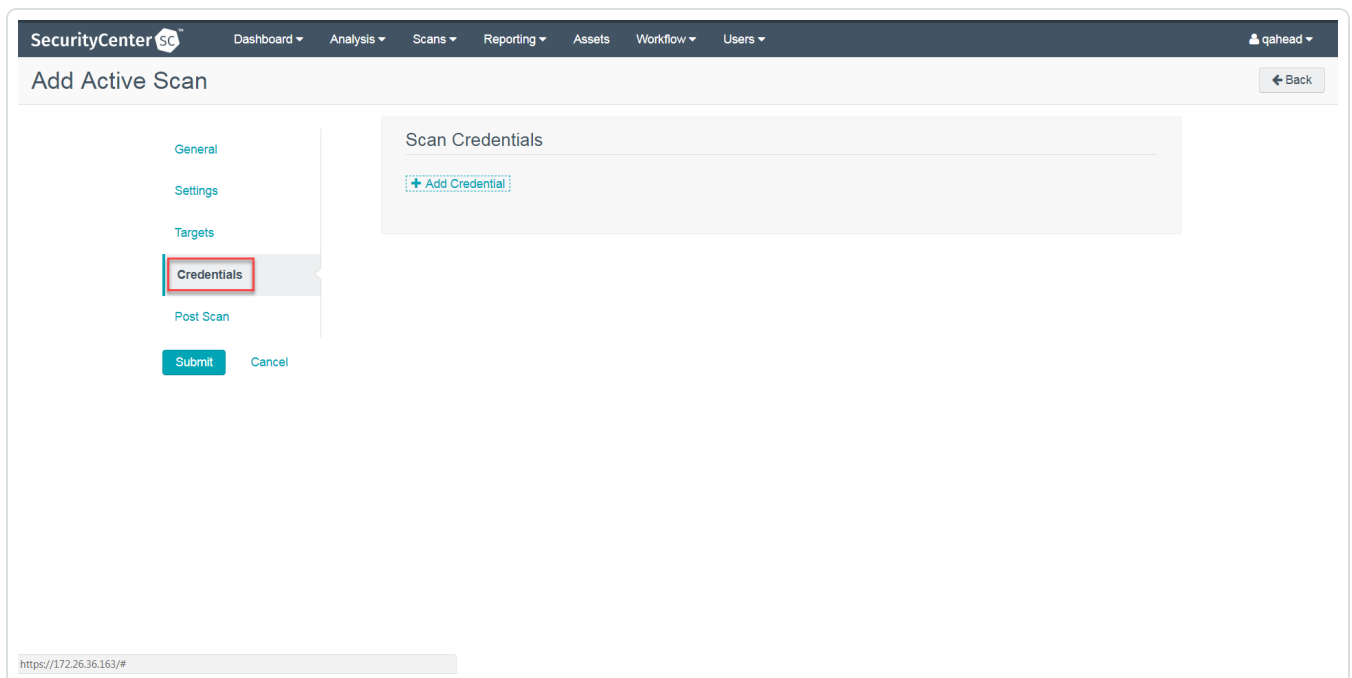 SecurityCenter SC™ Dashboard Analysis Scans Reporting Assets Workflow Users qahead
Add Active Scan Back
General
Settings
Targets
Credentials
Post Scan
Submit Cancel
Scan Credentials
+ Add Credential
https://172.26.36.163/#